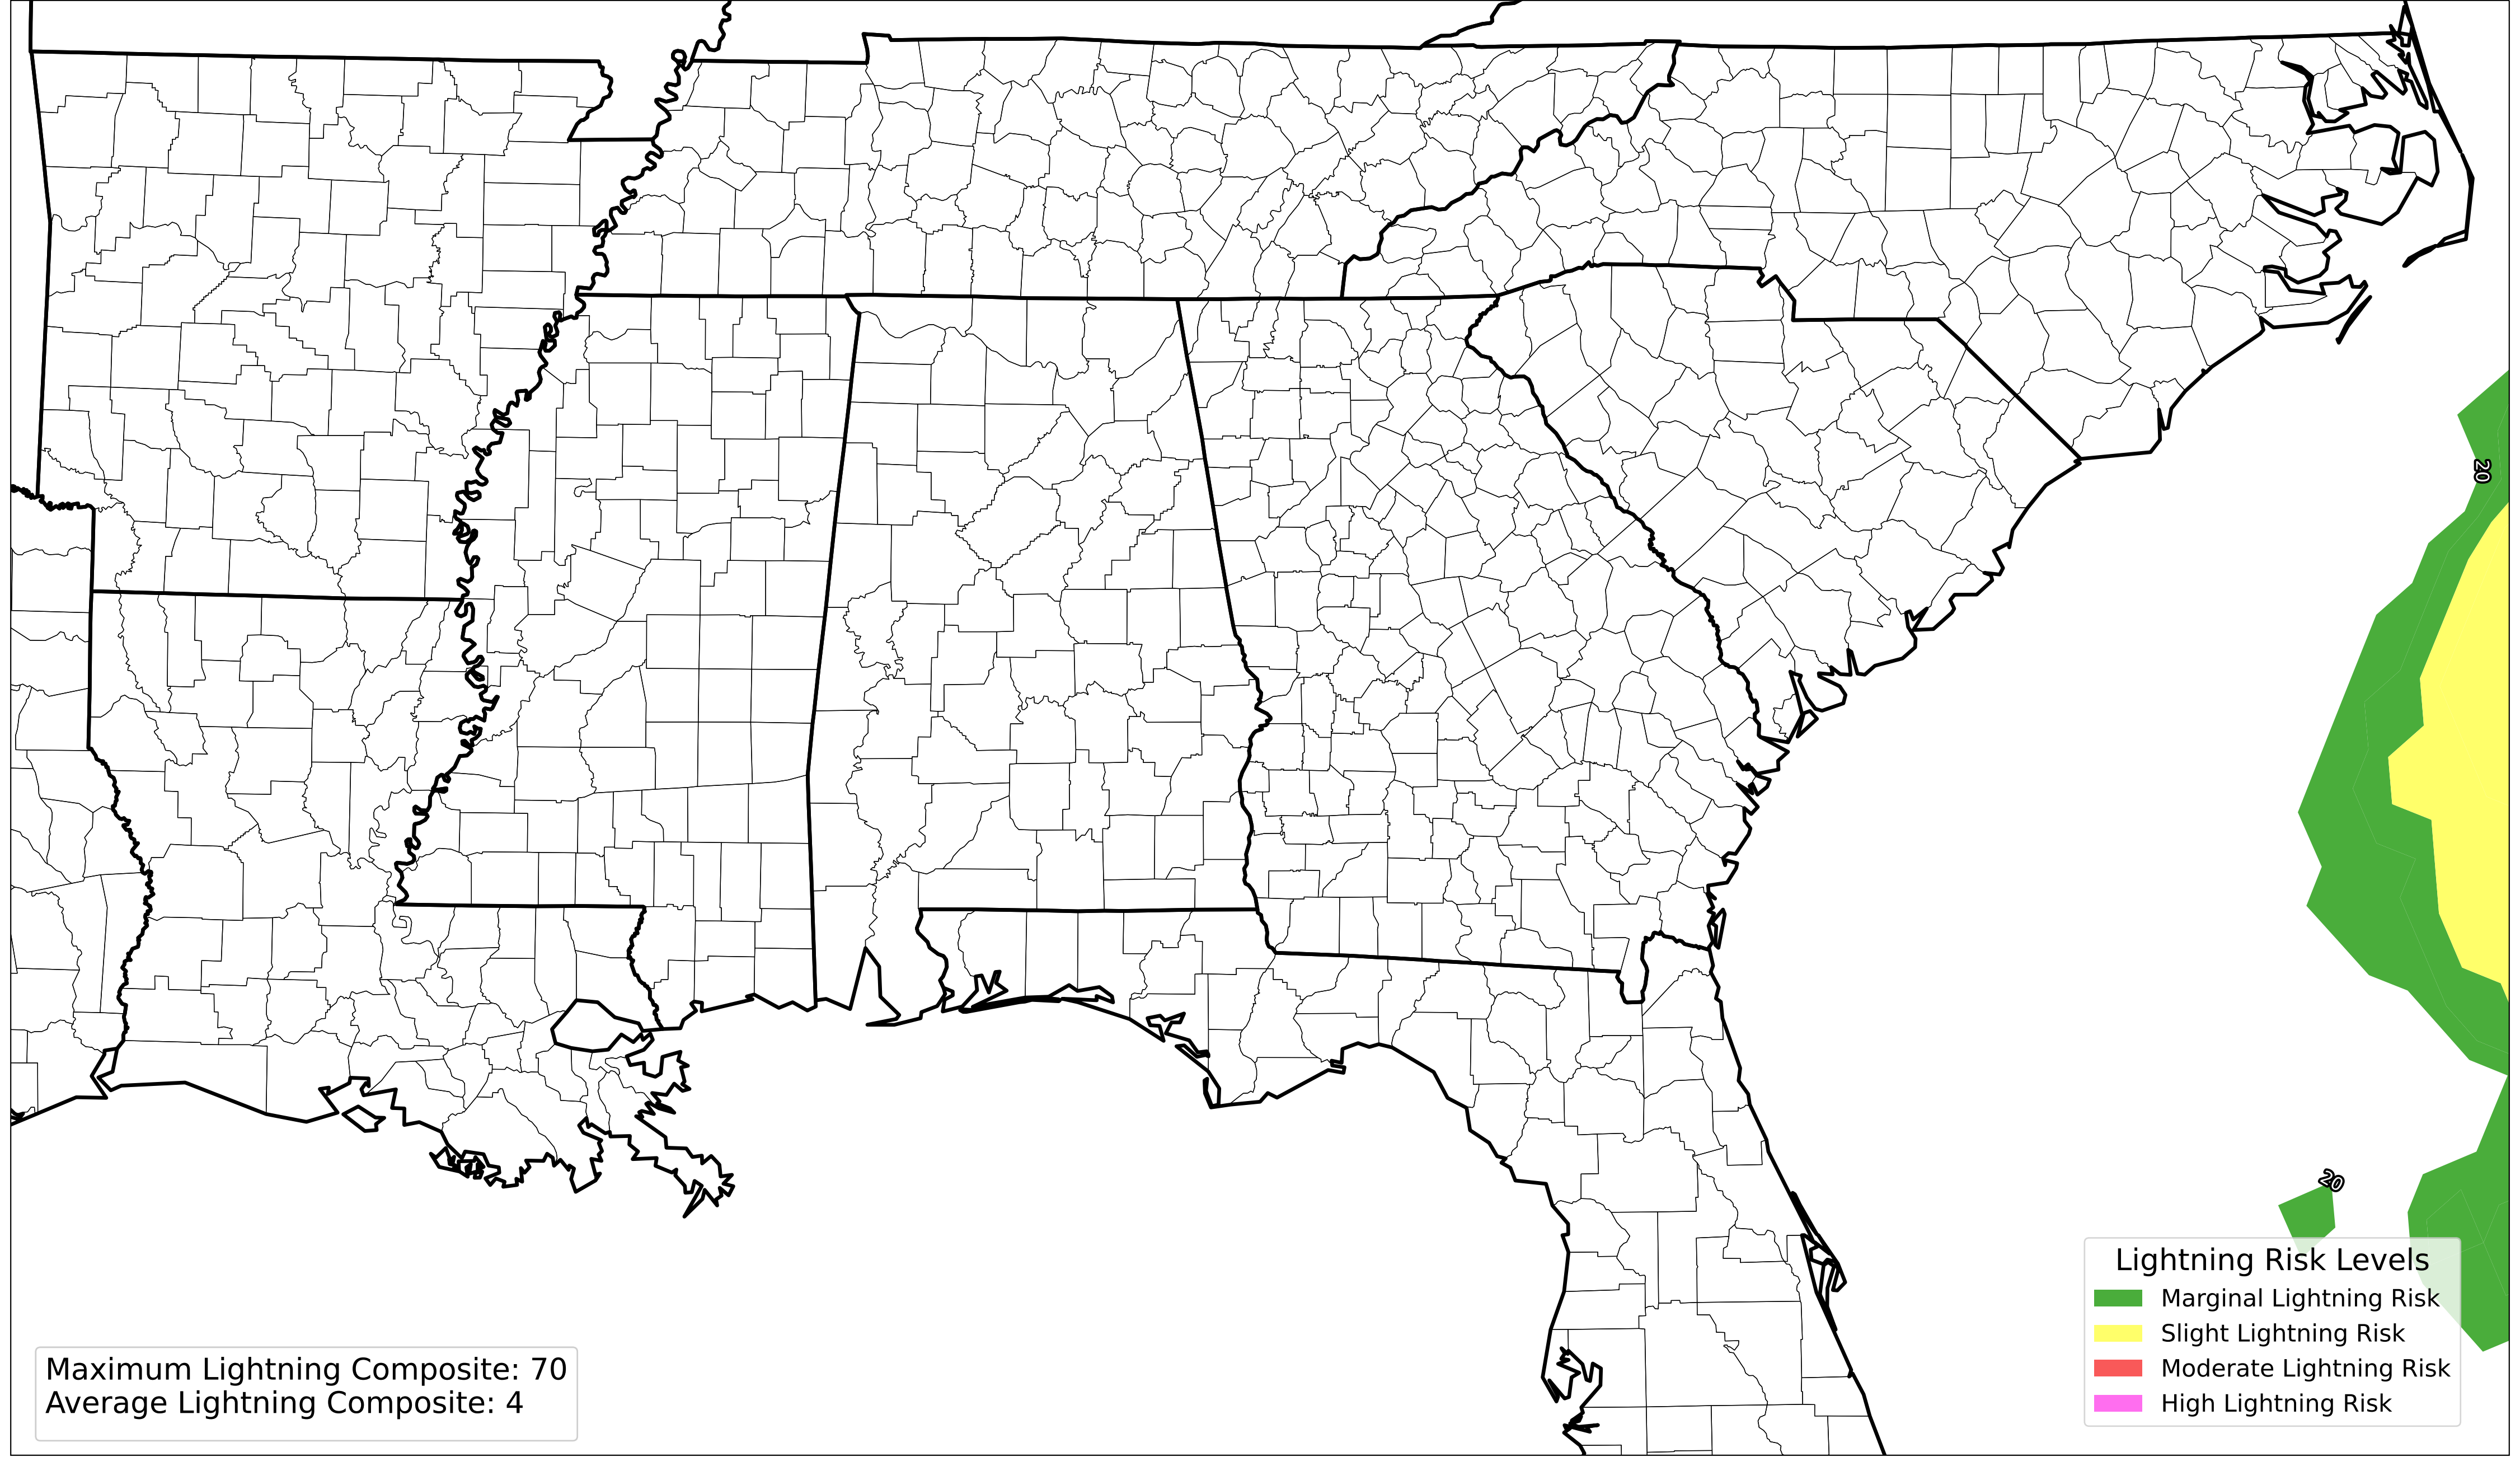 20
20
Lightning Risk Levels
Marginal Lightning Risk
Slight Lightning Risk
Moderate Lightning Risk
High Lightning Risk
Maximum Lightning Composite: 70
Average Lightning Composite: 4